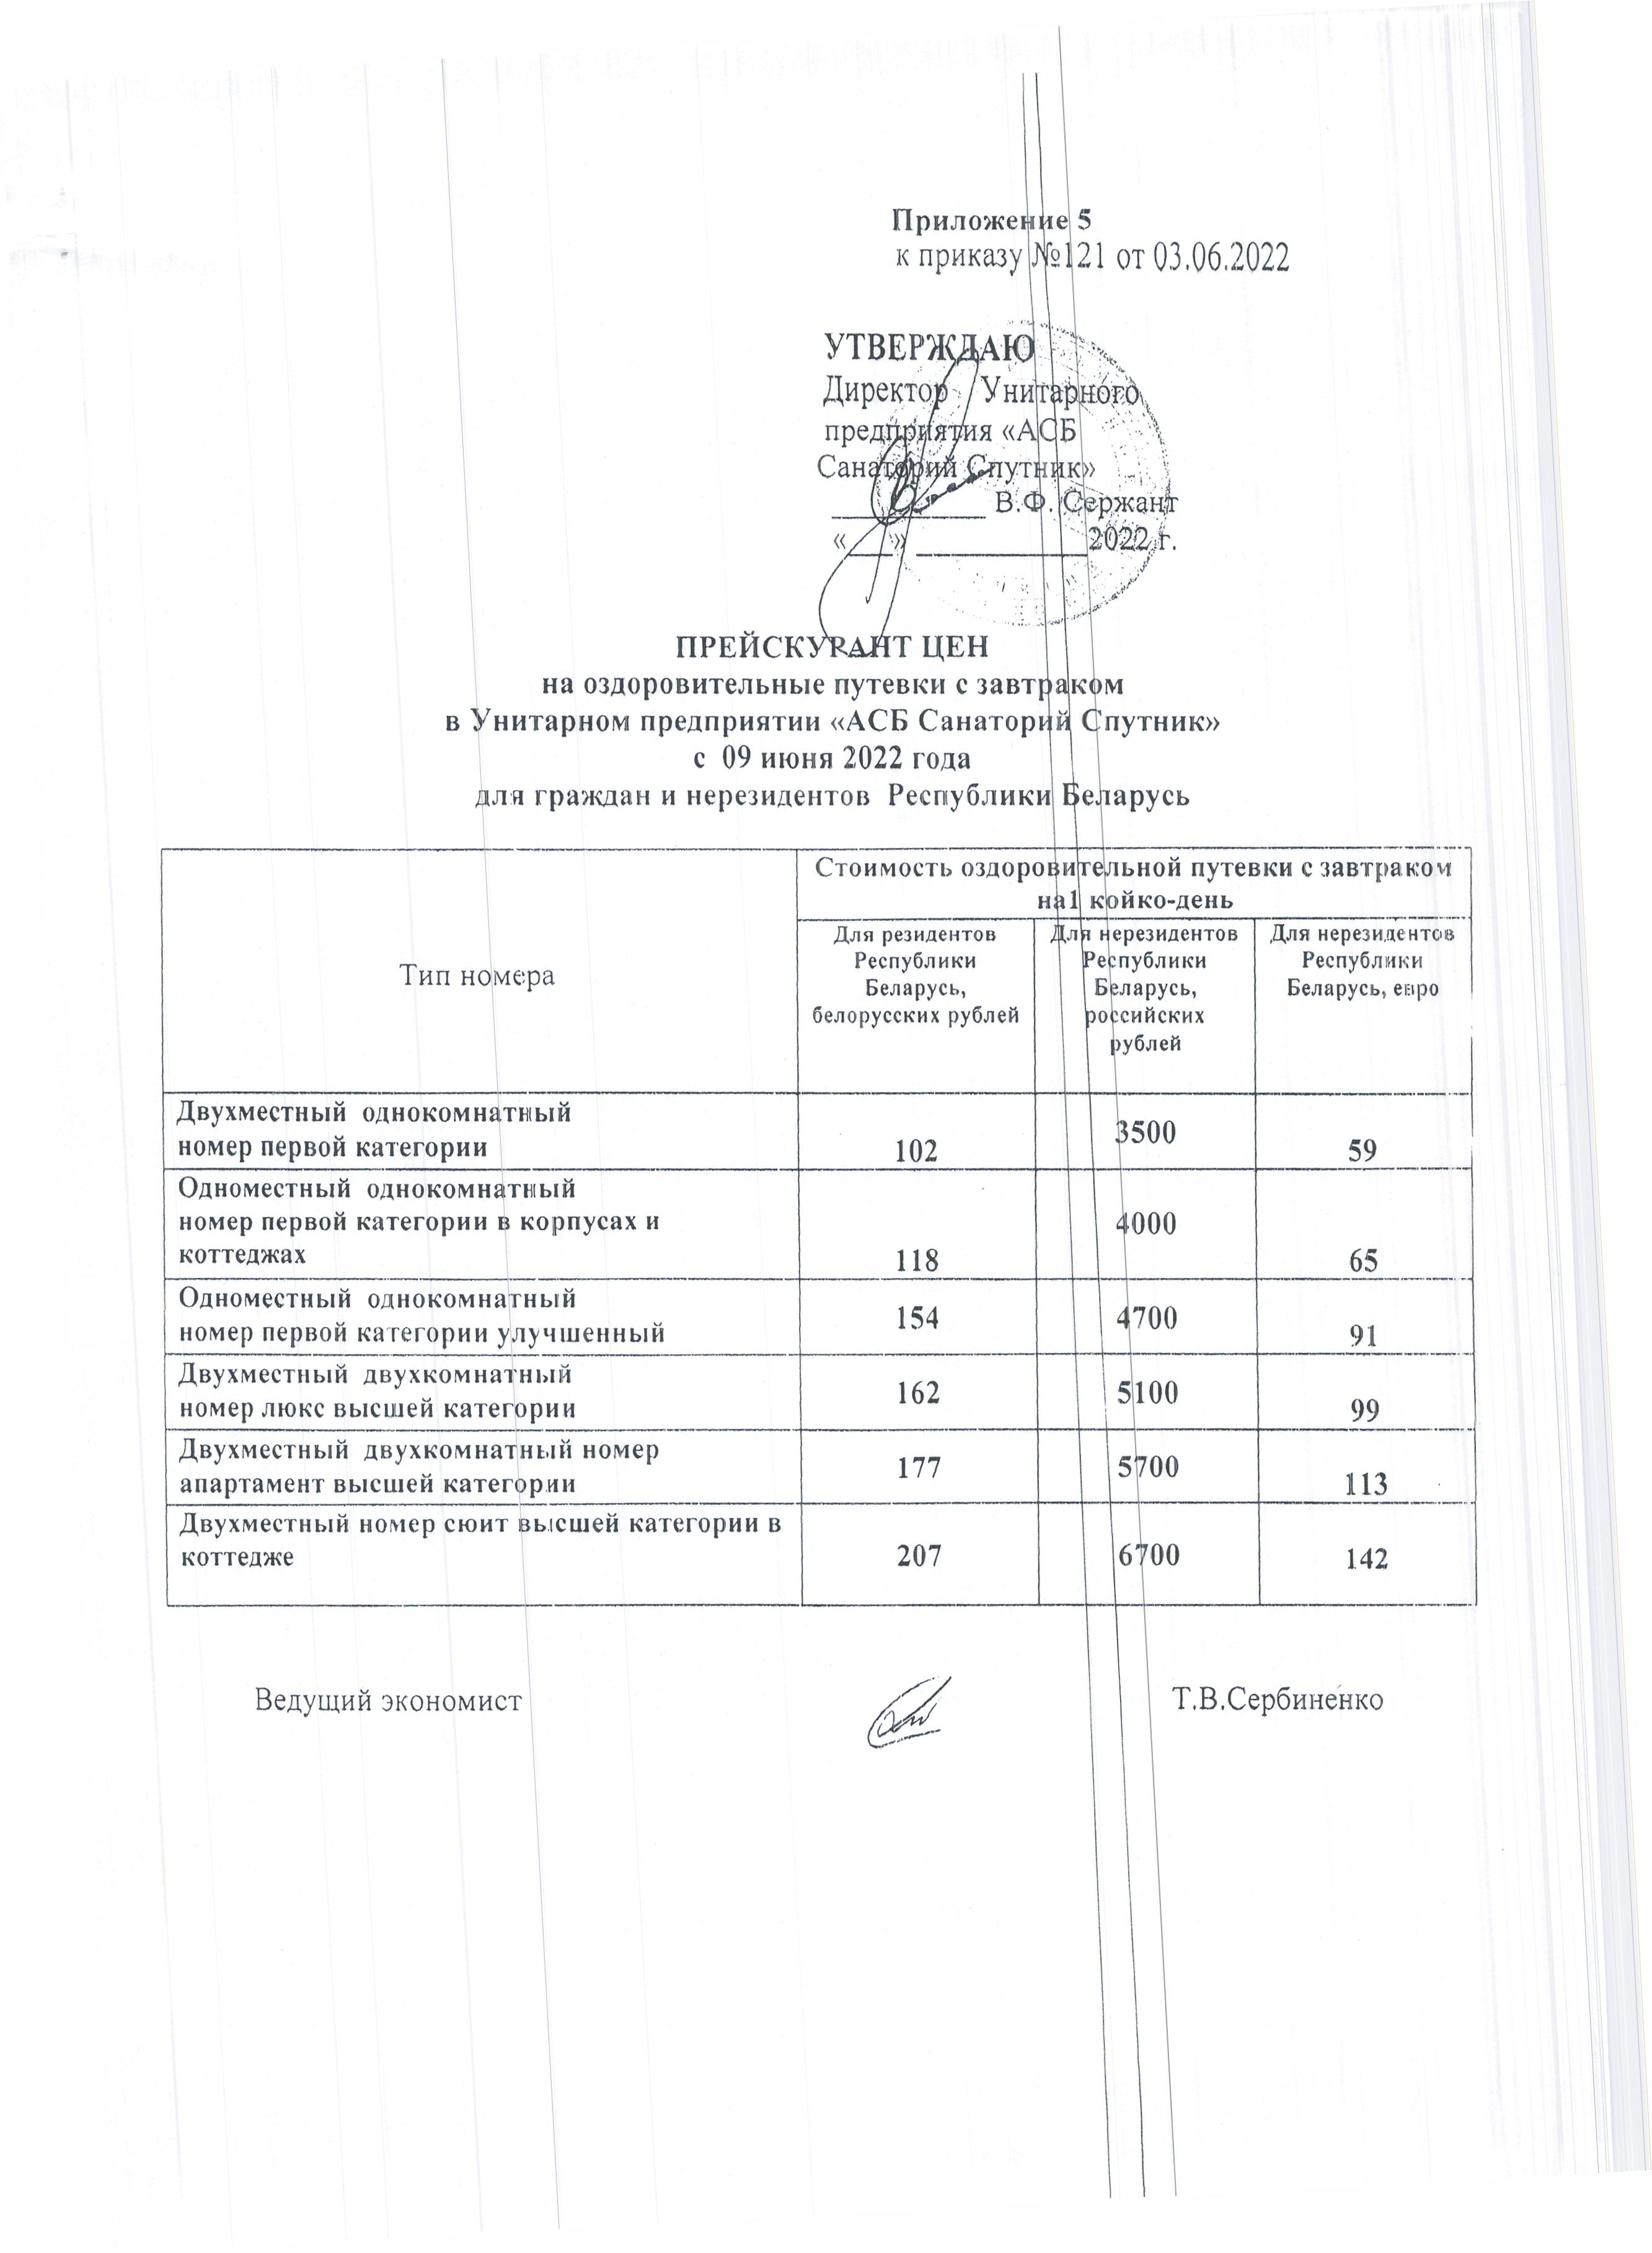 Приложение 5
к приказу №121 от 03.06.2022
УТВЕРЖДАЮ
Директор Унитарного
предприятия «АСБ
Санаторий Спутник»
____________ В.Ф. Сержант
«___» ____________2022 г.
ПРЕЙСКУРАНТ ЦЕН
на оздоровительные путевки с завтраком
в Унитарном предприятии «АСБ Санаторий Спутник»
с 09 июня 2022 года
для граждан и нерезидентов Республики Беларусь
Тип номера
Стоимость оздоровительной путевки с завтраком
на1 койко-день
Для резидентов
Республики
Беларусь,
белорусских рублей
Для нерезидентов
Республики
Беларусь,
российских
рублей
Для нерезидентов
Республики
Беларусь, евро
Двухместный однокомнатный
номер первой категории
102
3500
59
Одноместный однокомнатный
номер первой категории в корпусах и
коттеджах
118
4000
65
Одноместный однокомнатный
номер первой категории улучшенный
154
4700
91
Двухместный двухкомнатный
номер люкс высшей категории
162
5100
99
Двухместный двухкомнатный номер
апартамент высшей категории
177
5700
113
Двухместный номер сюит высшей категории в
коттедже
207
6700
142
Ведущий экономист
Т.В.Сербиненко